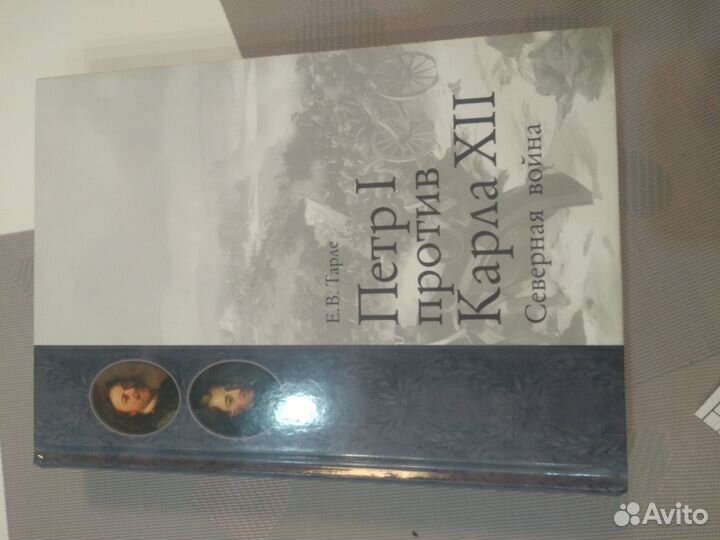 Е. В. Тарле
Петр I
против
Карла XII
Северная война
Avito